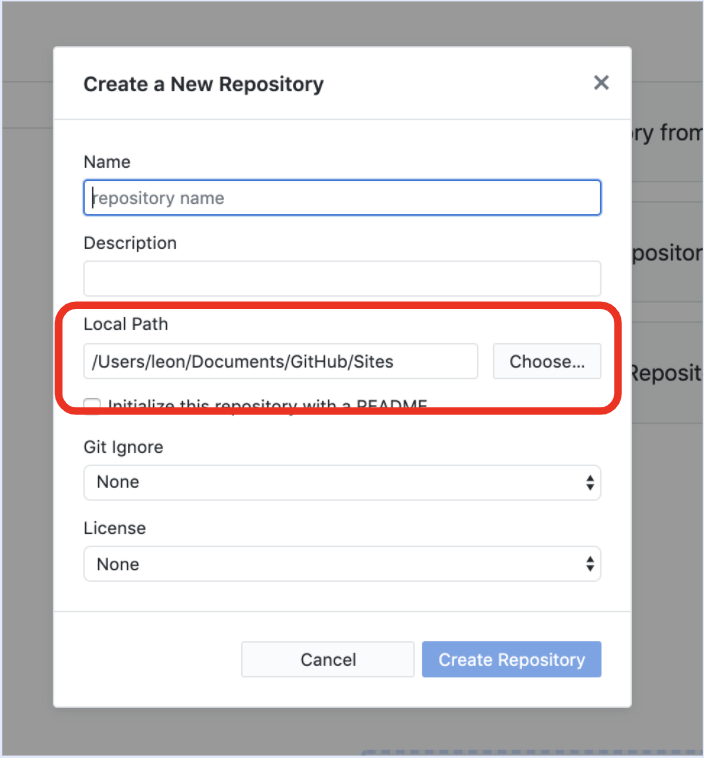 Create a New Repository
ry from
Name
repository name
Description
positor
Local Path
/Users/leon/Documents/GitHub/Sites
Choose...
Reposit
Initialize this repository with a README
Git Ignore
None
License
None
Cancel
Create Repository